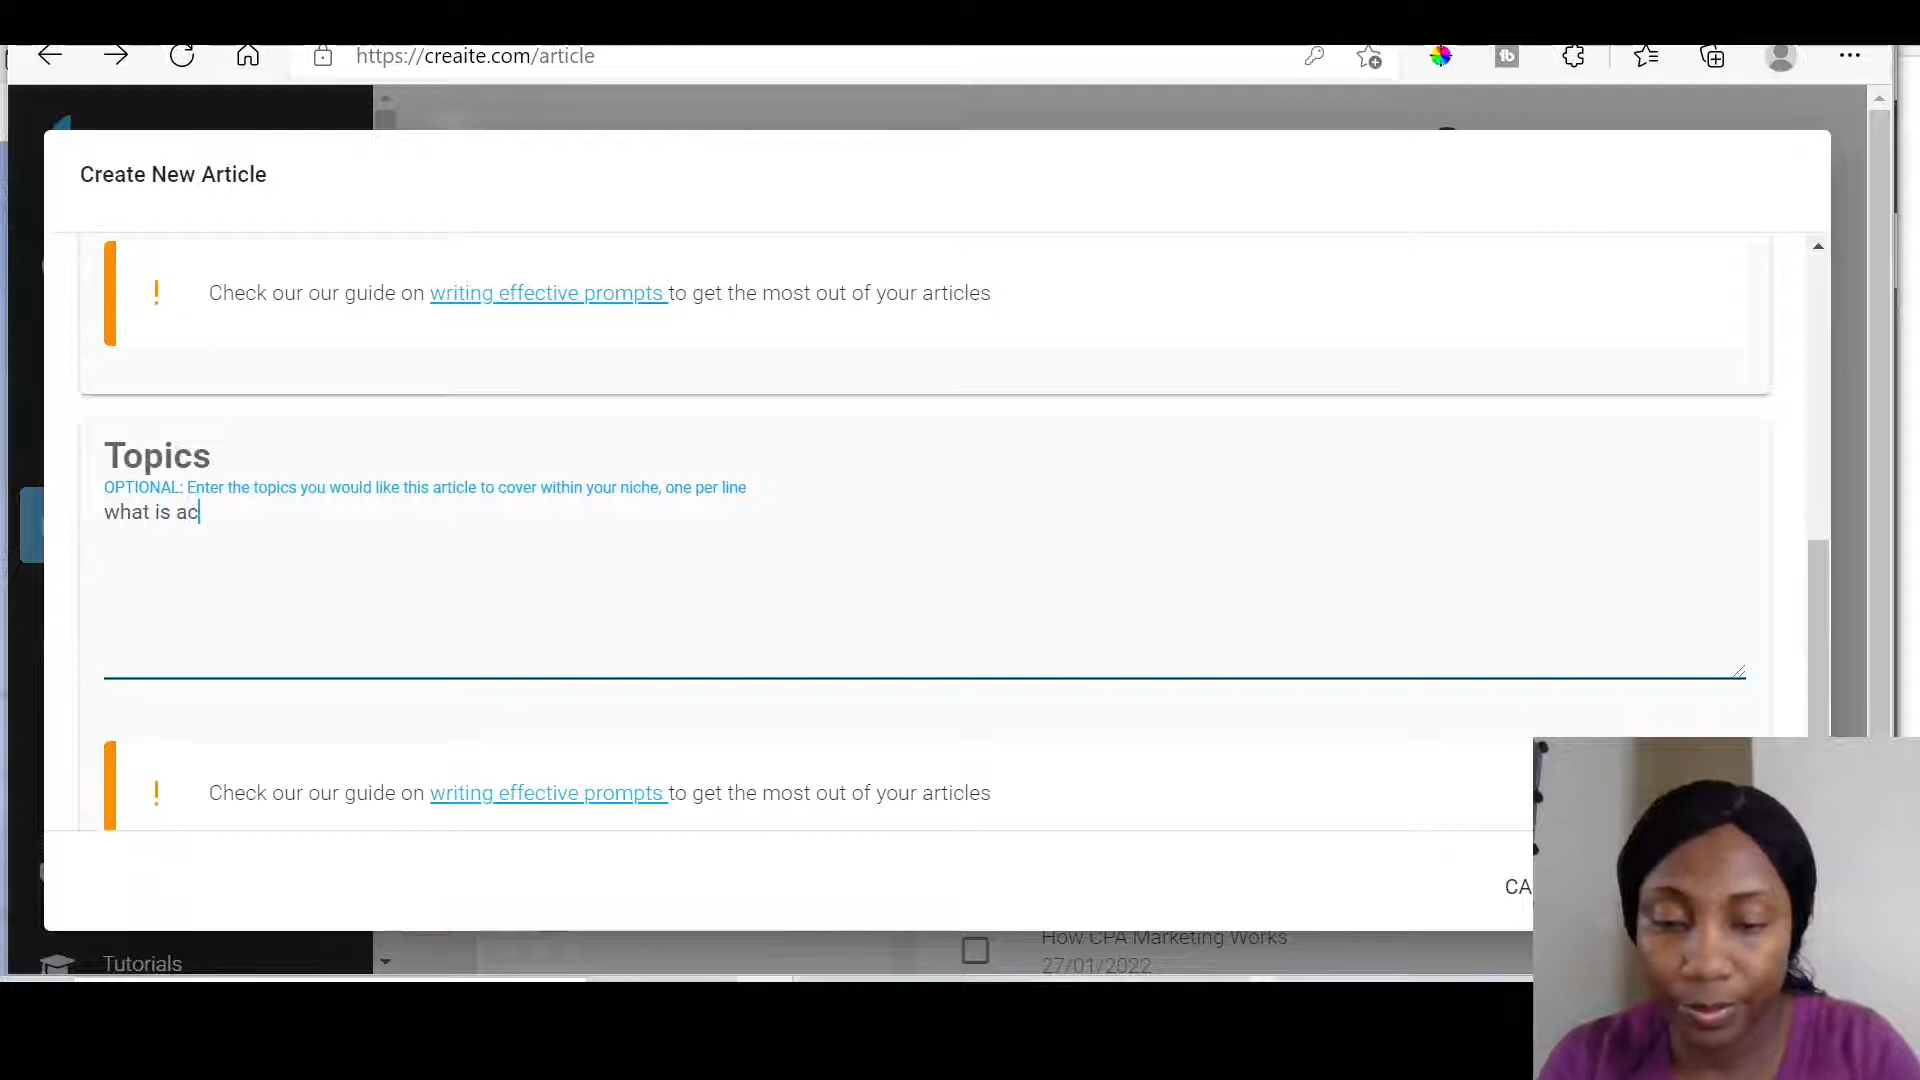 https://creaite.com/article
tb
Create New Article
! Check our our guide on writing effective prompts to get the most out of your articles
Topics
OPTIONAL: Enter the topics you would like this article to cover within your niche, one per line
what is ac
! Check our our guide on writing effective prompts to get the most out of your articles
CA
How CPA Marketing Works
27/01/2022
Tutorials